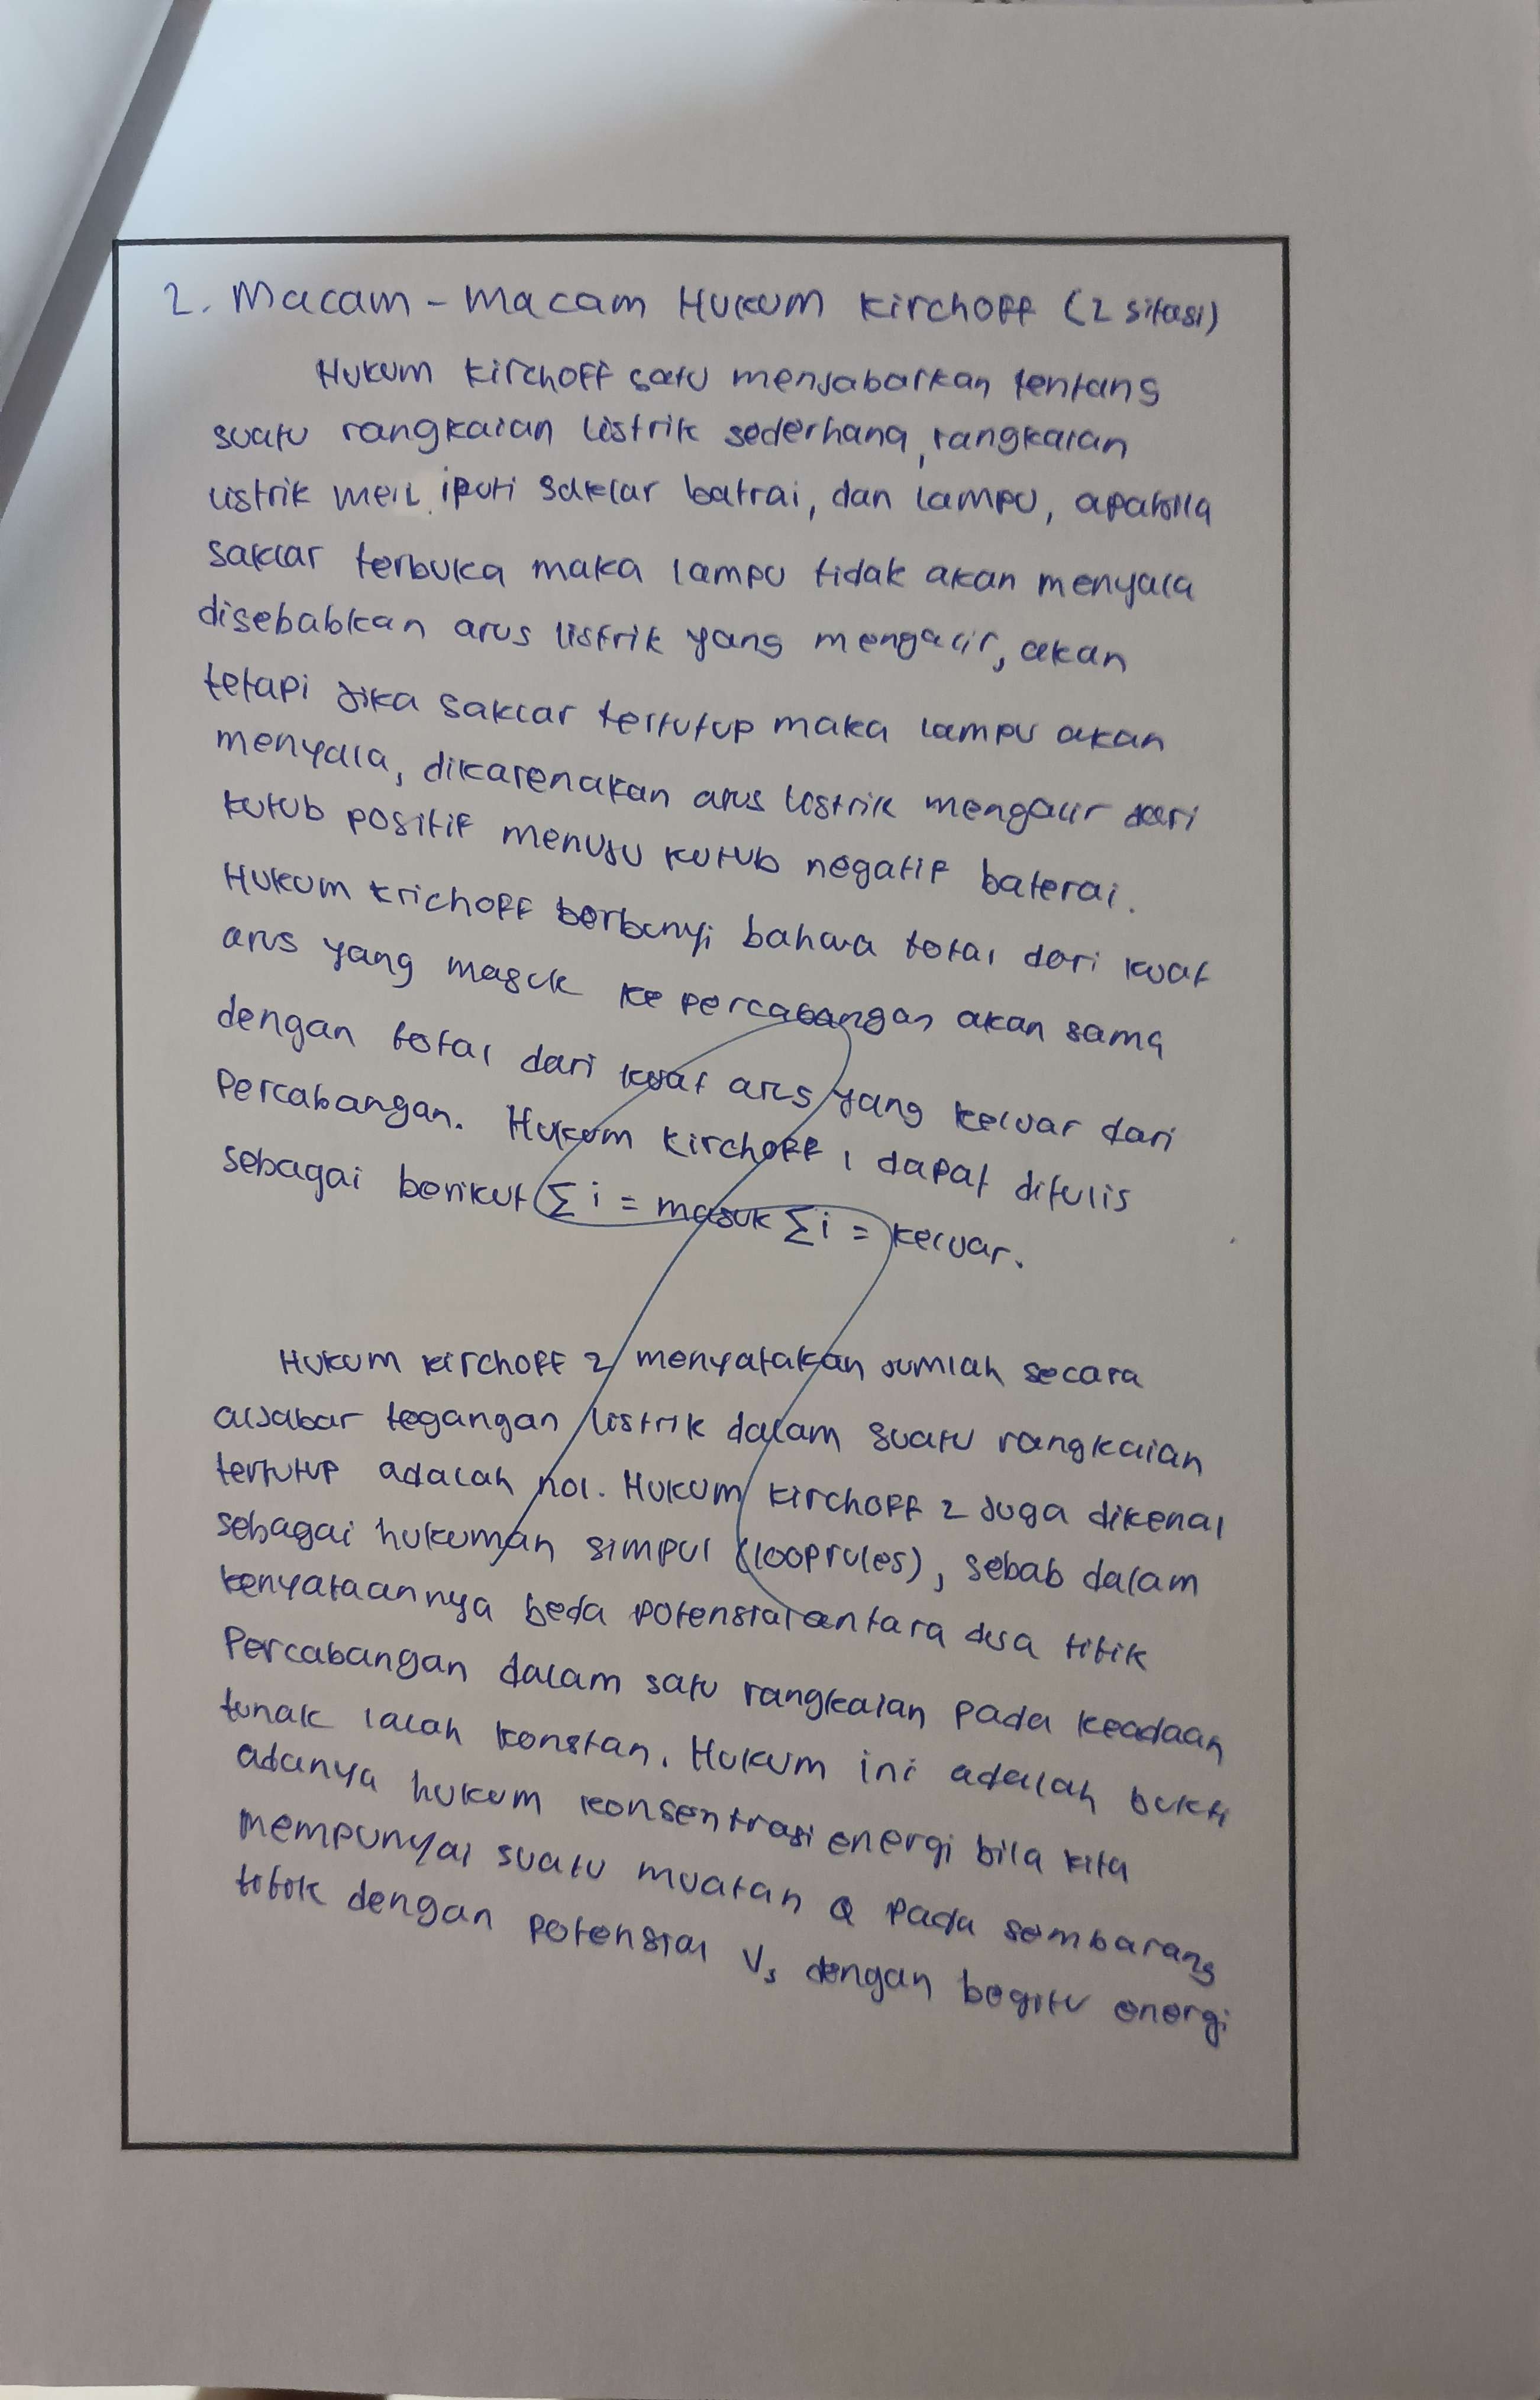 2. Macam - Macam Hukum Kirchoff (2 sitasi)
Hukum Kirchoff satu menjabarkan tentang
suatu rangkaian listrik sederhana, rangkaian
listrik meliputi saklar batrai, dan lampu, apabila
saklar terbuka maka lampu tidak akan menyala
disebabkan arus listrik yang mengalir, akan
tetapi jika saklar tertutup maka lampu akan
menyala, dikarenakan arus listrik mengalir dari
kutub positif menuju kutub negatif baterai.
Hukum Krichoff berbunyi bahwa total dari kuat
arus yang masuk ke percabangan akan sama
dengan total dari kuat arus yang keluar dari
percabangan. Hukum Kirchoff 1 dapat ditulis
sebagai berikut Σi = masuk Σi = keluar.
Hukum Kirchoff 2 menyatakan jumlah secara
aljabar tegangan listrik dalam suatu rangkaian
tertutup adalah nol. Hukum Kirchoff 2 juga dikenal
sebagai hukuman simpul (looprules), sebab dalam
kenyataannya beda potensial antara dua titik
percabangan dalam satu rangkaian pada keadaan
tunak ialah konstan. Hukum ini adalah bukti
adanya hukum konsentrasi energi bila kita
mempunyai suatu muatan Q pada sembarang
totok dengan potensial V, dengan begitu energi